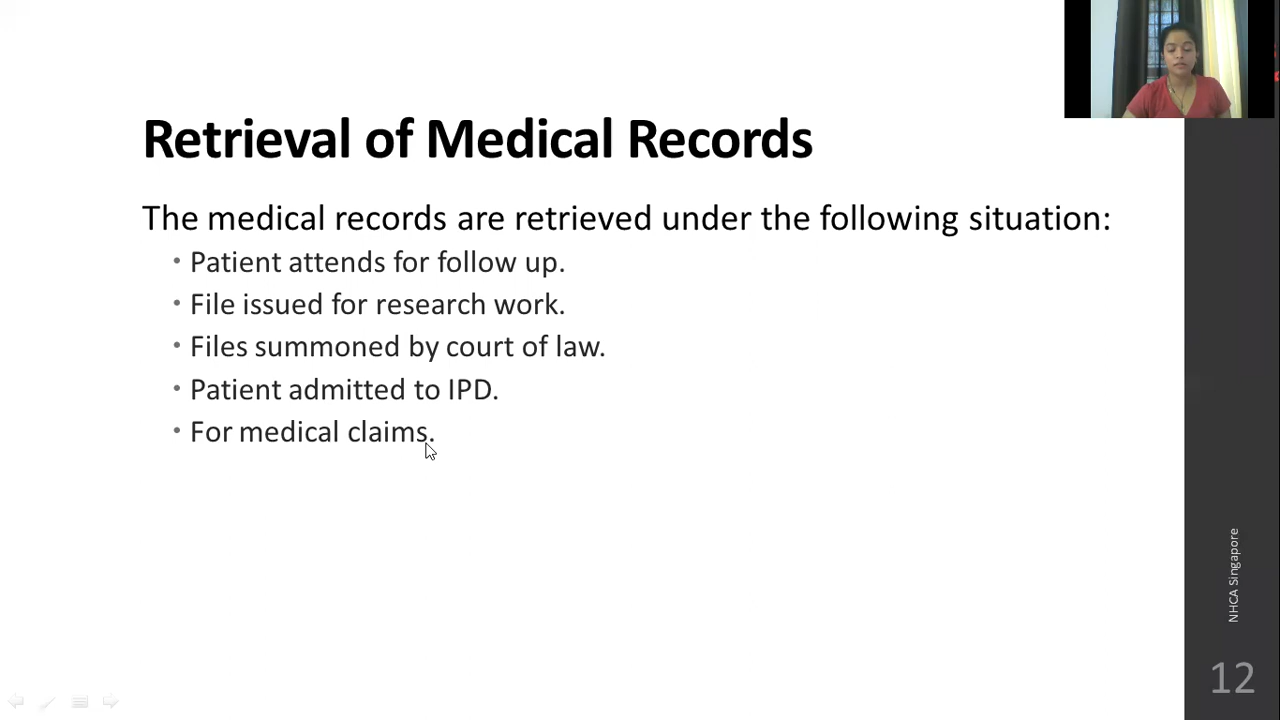 Retrieval of Medical Records
The medical records are retrieved under the following situation:
• Patient attends for follow up.
• File issued for research work.
• Files summoned by court of law.
• Patient admitted to IPD.
• For medical claims.
NHCA Singapore
12